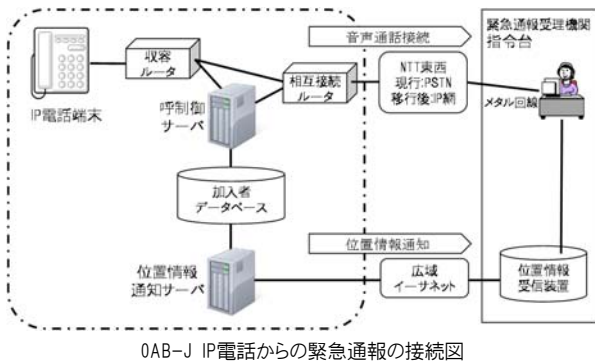 音声通話接続
緊急通報受理機関
指令台
収容
ルータ
相互接続
ルータ
NTT東西
現行:PSTN
移行後:IP網
メタル回線
IP電話端末
呼制御
サーバ
加入者
データベース
位置情報通知
位置情報
通知サーバ
広域
イーサネット
位置情報
受信装置
0AB-J IP電話からの緊急通報の接続図